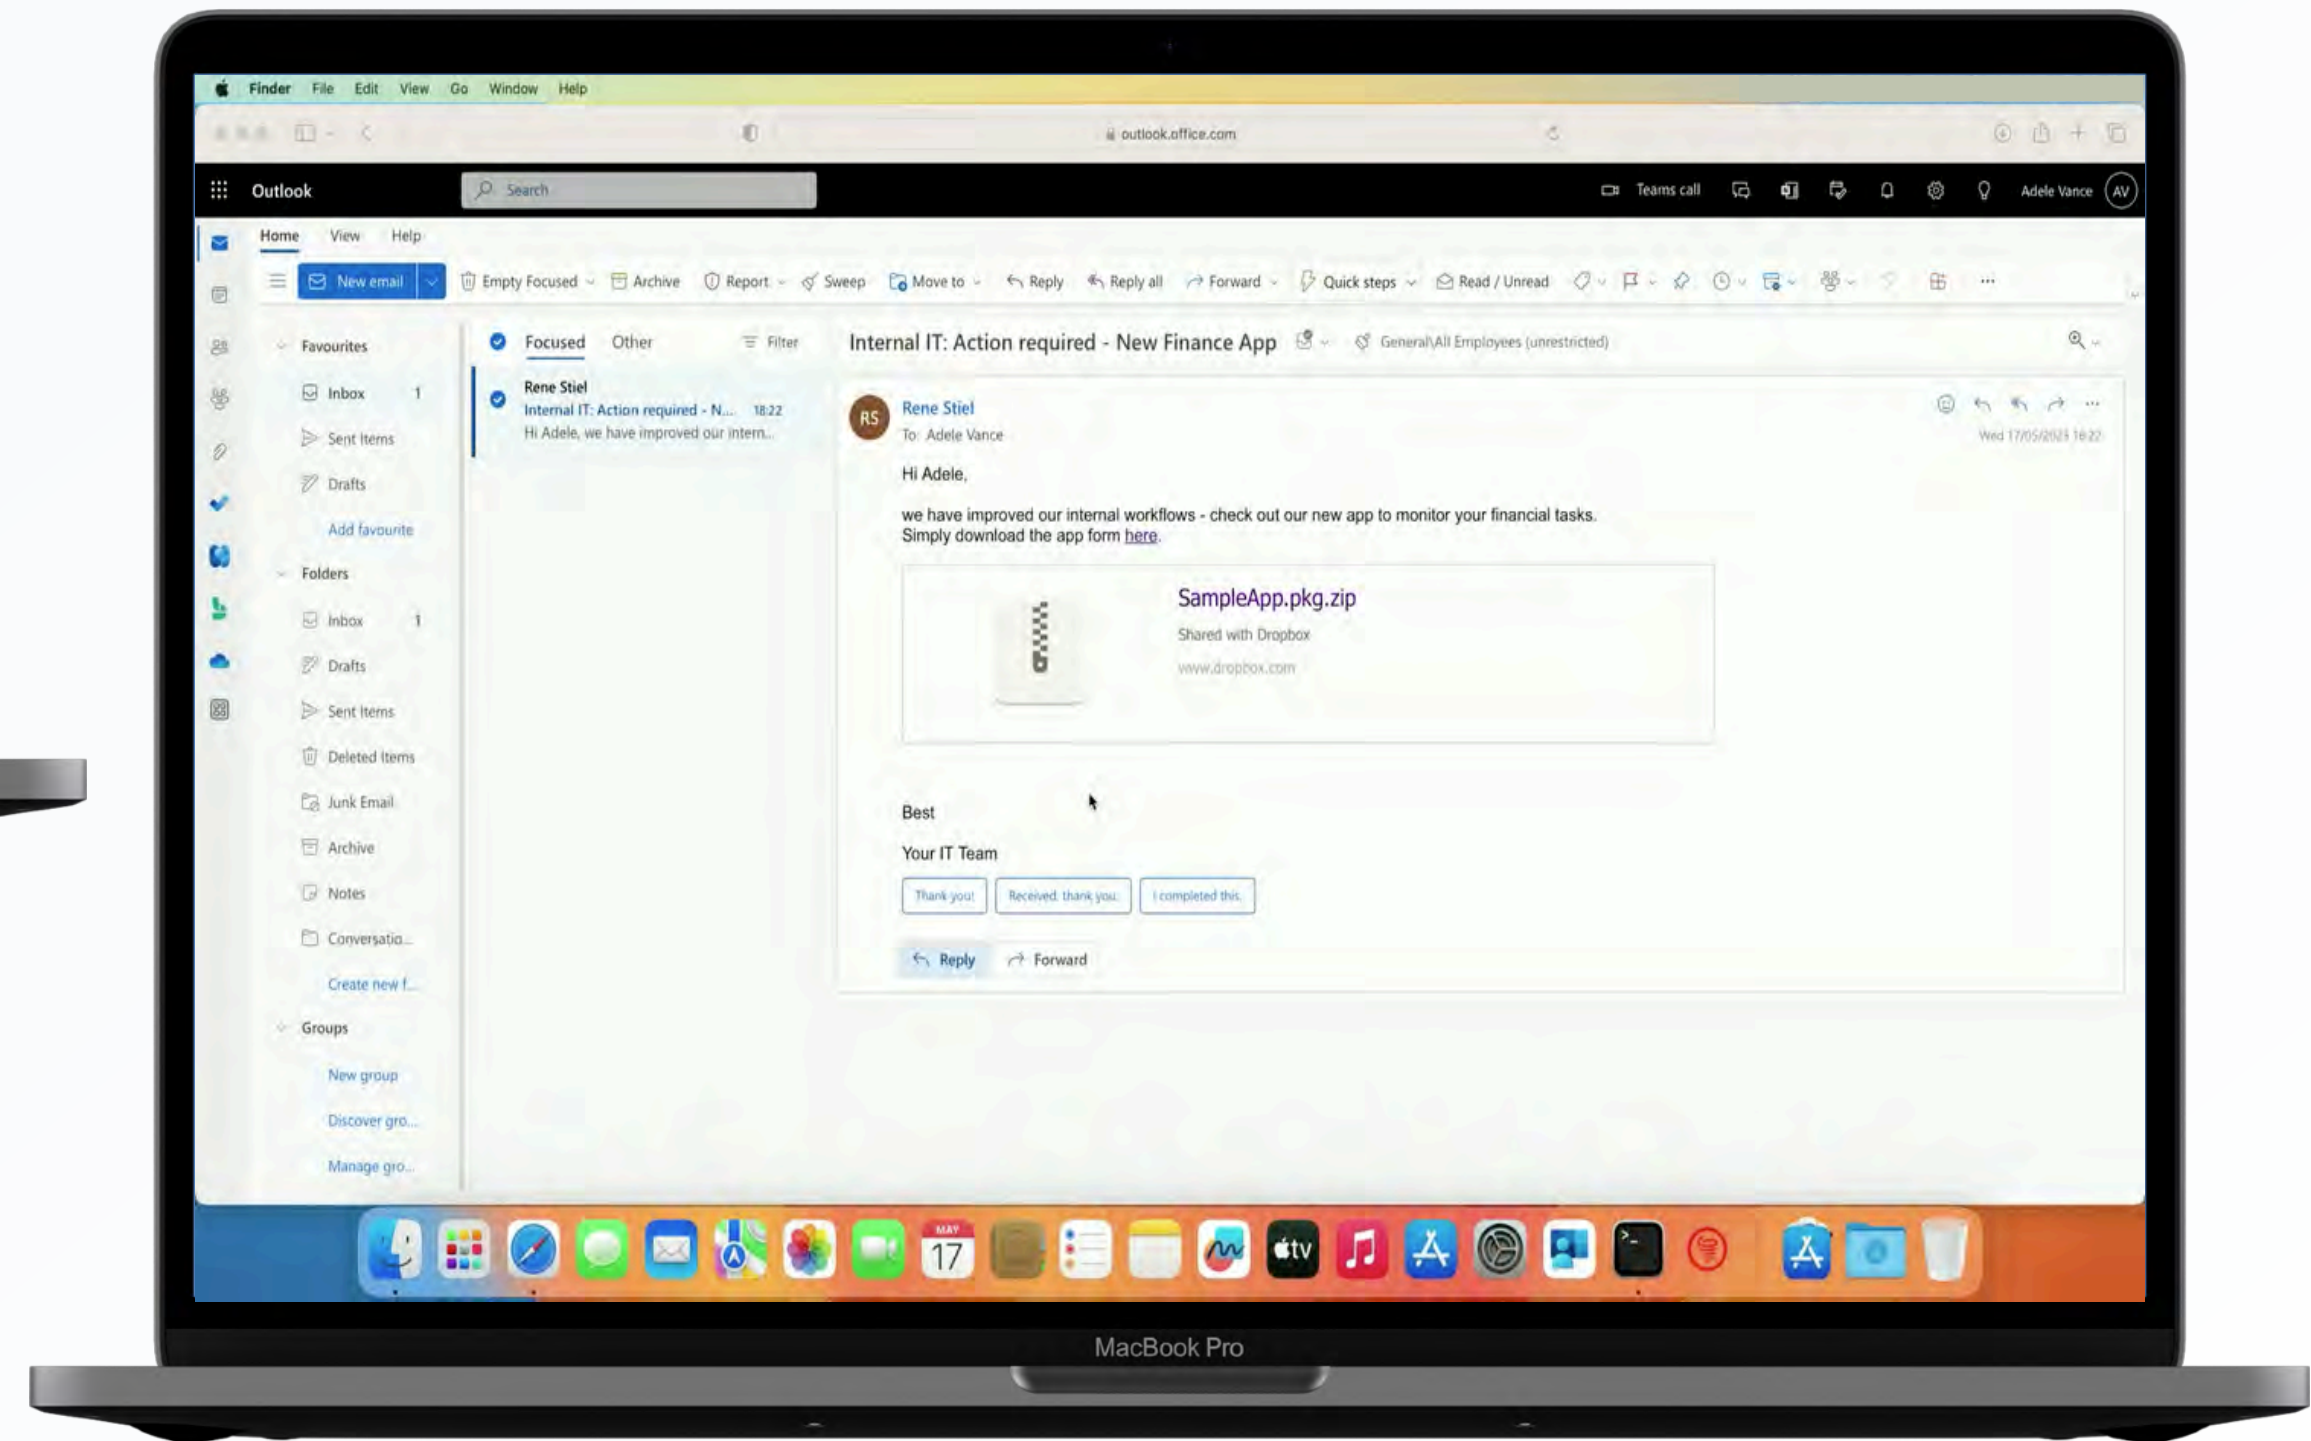 Finder File Edit View Go Window Help
outlook.office.com
Outlook
Search
Teams call
Adele Vance
AV
Home View Help
New email
Empty Focused
Archive
Report
Sweep
Move to
Reply
Reply all
Forward
Quick steps
Read / Unread
...
Favourites
Inbox 1
Sent Items
Drafts
Add favourite
Folders
Inbox 1
Drafts
Sent Items
Deleted Items
Junk Email
Archive
Notes
Conversatio...
Create new f...
Groups
New group
Discover gro...
Manage gro...
Focused Other Filter
Rene Stiel
Internal IT: Action required - N... 18:22
Hi Adele, we have improved our intern...
Internal IT: Action required - New Finance App
General\All Employees (unrestricted)
RS
Rene Stiel
To: Adele Vance
Wed 17/05/2023 18:22
Hi Adele,
we have improved our internal workflows - check out our new app to monitor your financial tasks.
Simply download the app form here.
SampleApp.pkg.zip
Shared with Dropbox
www.dropbox.com
Best
Your IT Team
Thank you!
Received, thank you.
I completed this.
Reply
Forward
MAY
17
tv
MacBook Pro